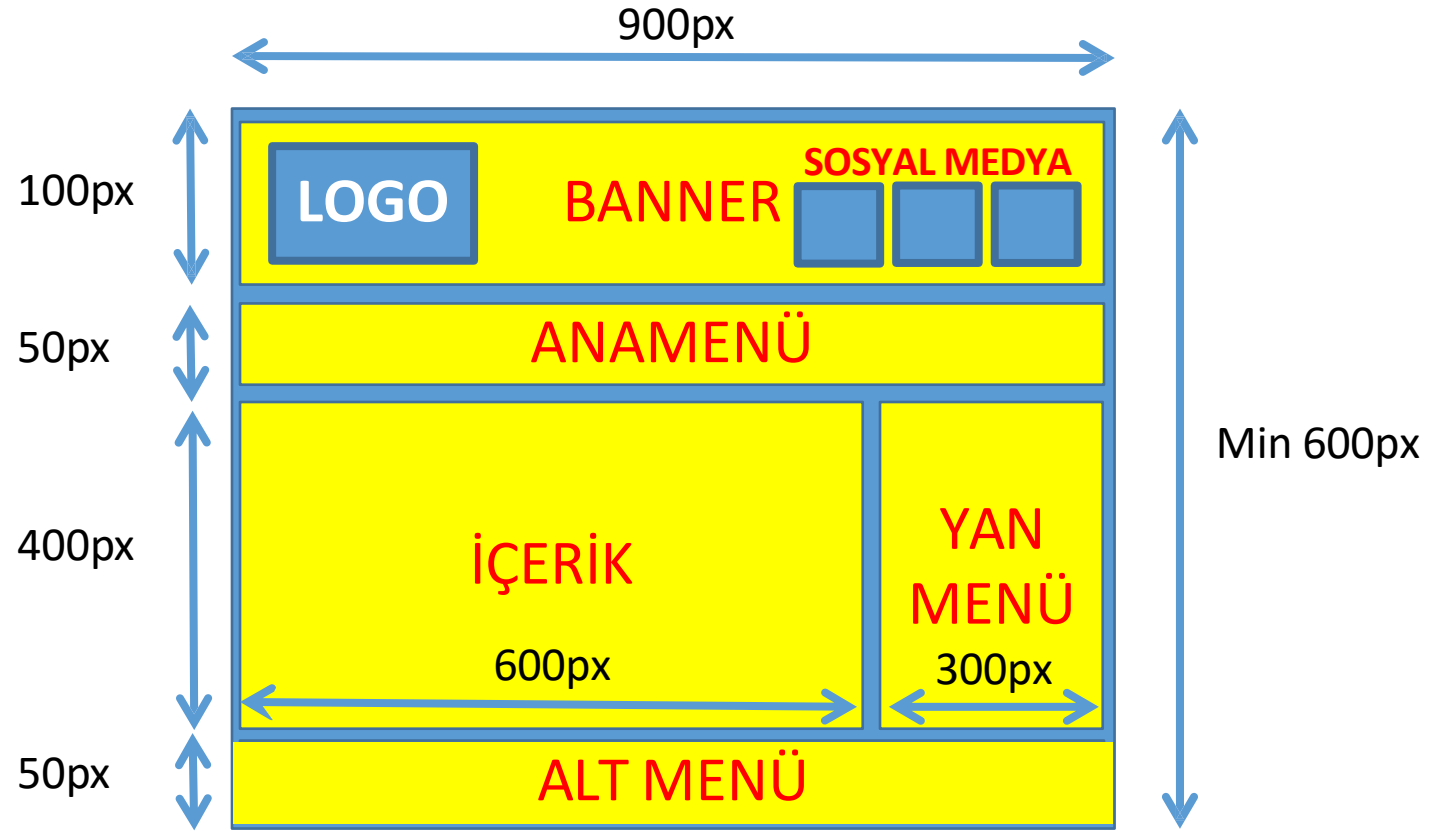 900px
100px
LOGO
BANNER
SOSYAL MEDYA
50px
ANAMENÜ
400px
İÇERİK
600px
YAN
MENÜ
300px
Min 600px
50px
ALT MENÜ